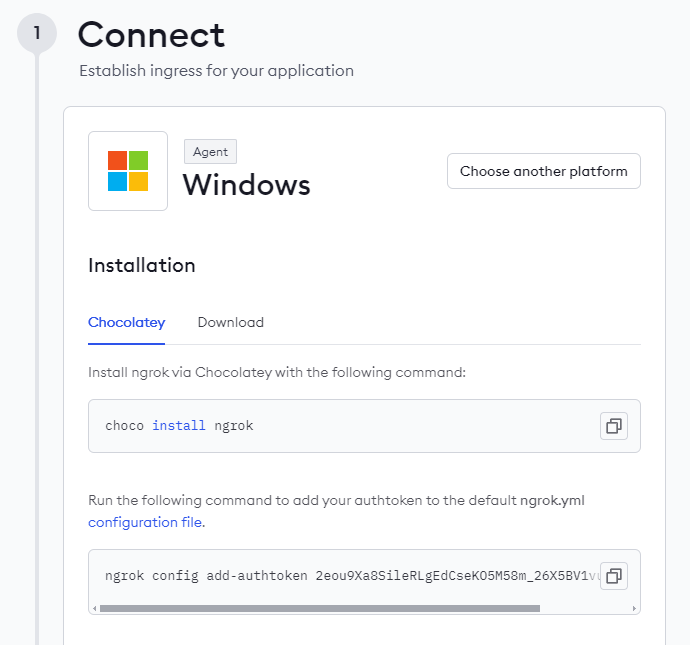 1
Connect
Establish ingress for your application
Agent
Windows
Choose another platform
Installation
Chocolatey Download
Install ngrok via Chocolatey with the following command:
choco install ngrok
Run the following command to add your authtoken to the default ngrok.yml
configuration file.
ngrok config add-authtoken 2eou9Xa8SileRLgEdCseKO5M58m_26X5BV1vu